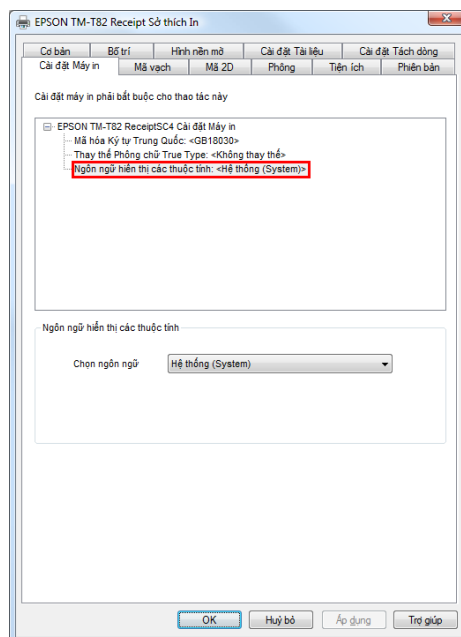 EPSON TM-T82 Receipt Sở thích In
Cơ bản Bố trí Hình nền mờ Cài đặt Tài liệu Cài đặt Tách dòng
Cài đặt Máy in Mã vạch Mã 2D Phông Tiện ích Phiên bản
Cài đặt máy in phải bắt buộc cho thao tác này
EPSON TM-T82 ReceiptSC4 Cài đặt Máy in
Mã hóa Ký tự Trung Quốc: <GB18030>
Thay thế Phông chữ True Type: <Không thay thế>
Ngôn ngữ hiển thị các thuộc tính: <Hệ thống (System)>
Ngôn ngữ hiển thị các thuộc tính
Chọn ngôn ngữ Hệ thống (System)
OK Huỷ bỏ Áp dụng Trợ giúp